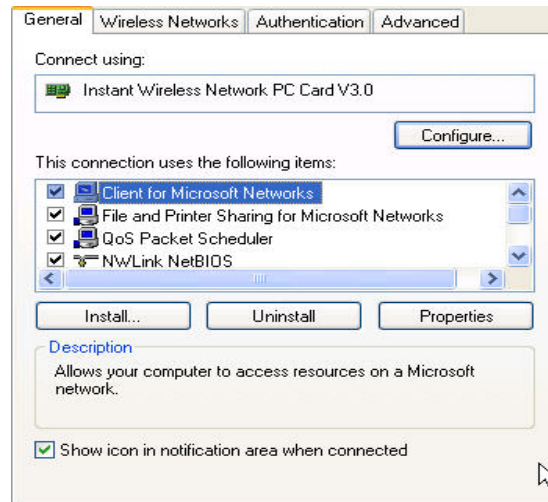 General Wireless Networks Authentication Advanced
Connect using:
Instant Wireless Network PC Card V3.0
Configure...
This connection uses the following items:
Client for Microsoft Networks
File and Printer Sharing for Microsoft Networks
QoS Packet Scheduler
NWLink NetBIOS
Install... Uninstall Properties
Description
Allows your computer to access resources on a Microsoft
network.
Show icon in notification area when connected